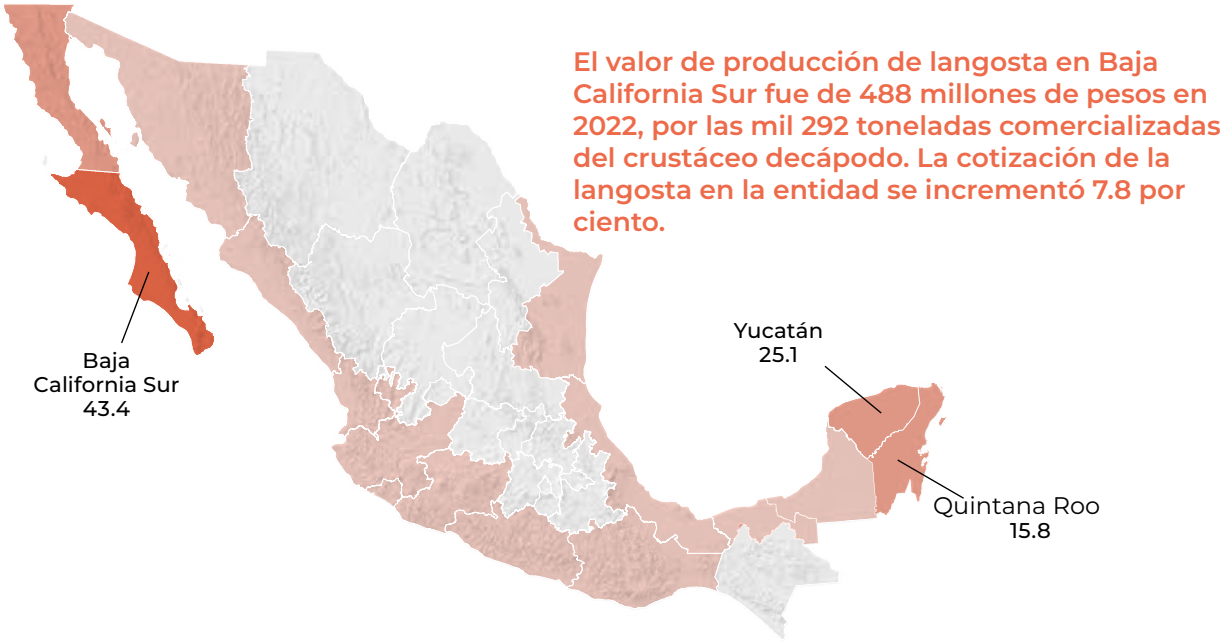 El valor de producción de langosta en Baja
California Sur fue de 488 millones de pesos en
2022, por las mil 292 toneladas comercializadas
del crustáceo decápodo. La cotización de la
langosta en la entidad se incrementó 7.8 por
ciento.
Yucatán
25.1
Baja
California Sur
43.4
Quintana Roo
15.8